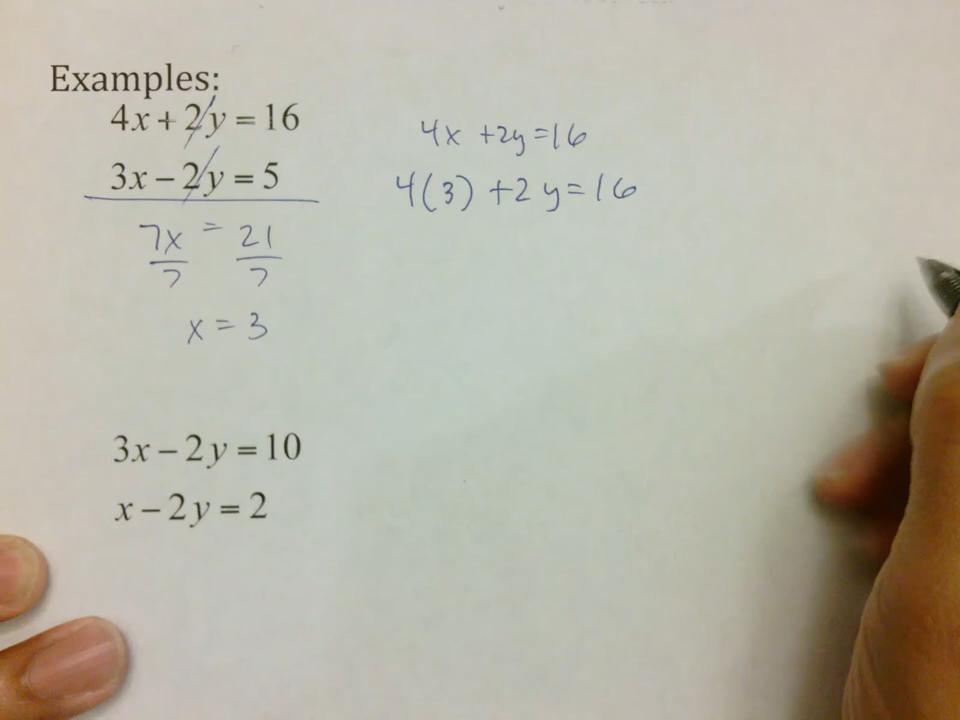 Examples:
4x + 2y = 16
3x − 2y = 5
7x = 21
7 7
x = 3
4x + 2y = 16
4(3) + 2y = 16
3x − 2y = 10
x − 2y = 2